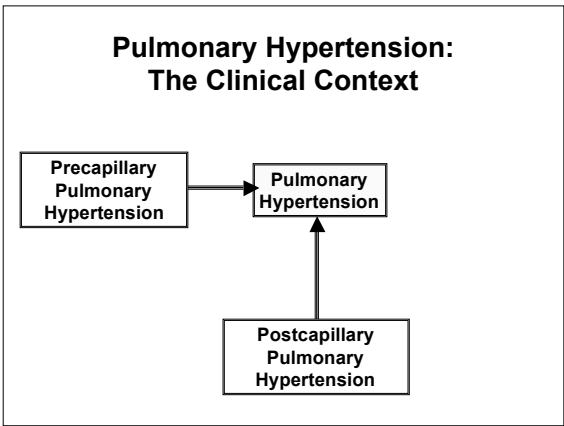 Pulmonary Hypertension:
The Clinical Context
Precapillary
Pulmonary
Hypertension
Pulmonary
Hypertension
Postcapillary
Pulmonary
Hypertension